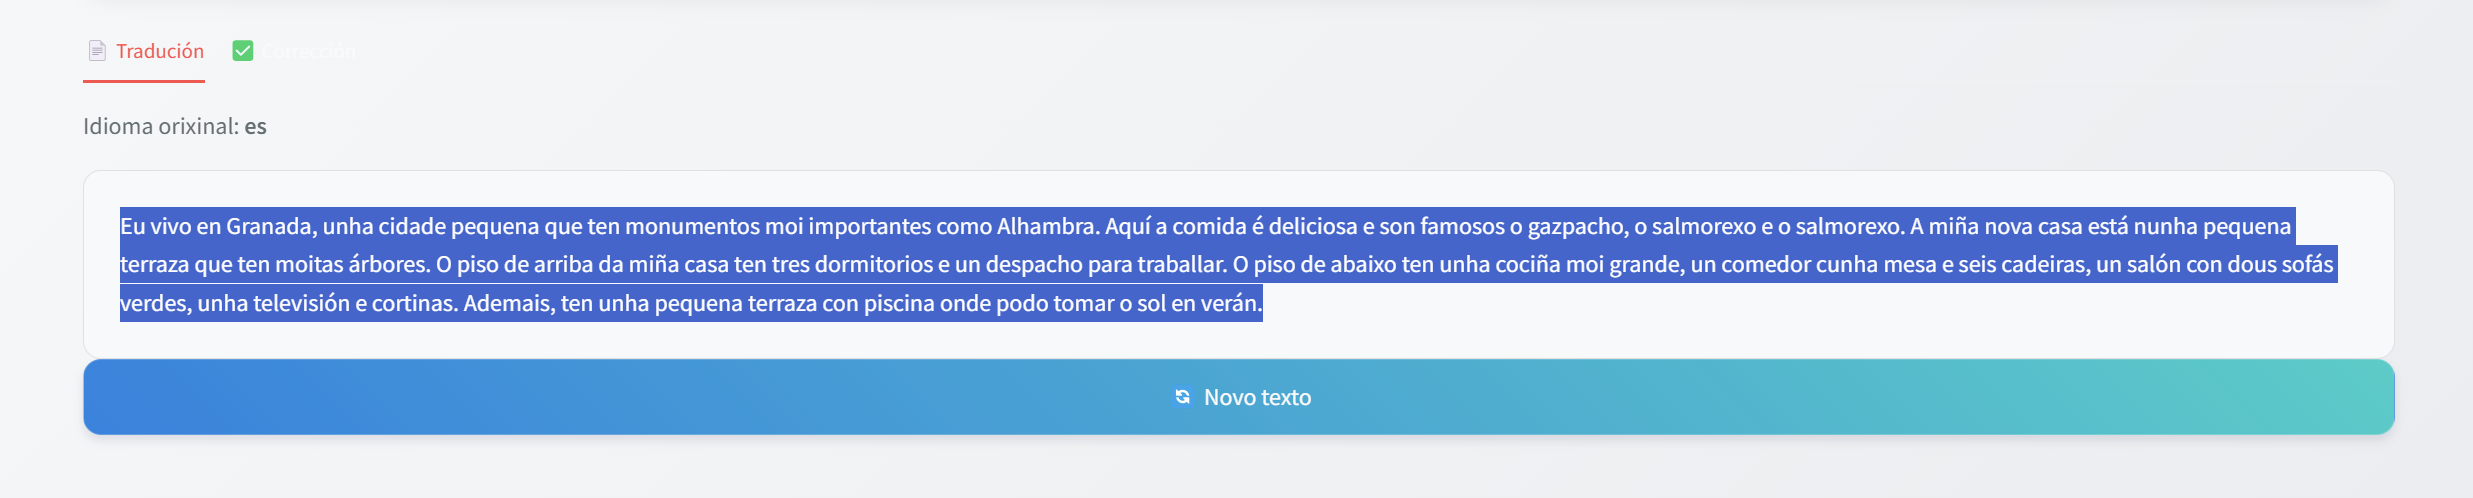 Tradución Corrección
Idioma orixinal: es
Eu vivo en Granada, unha cidade pequena que ten monumentos moi importantes como Alhambra. Aquí a comida é deliciosa e son famosos o gazpacho, o salmorexo e o salmorexo. A miña nova casa está nunha pequena
terraza que ten moitas árbores. O piso de arriba da miña casa ten tres dormitorios e un despacho para traballar. O piso de abaixo ten unha cociña moi grande, un comedor cunha mesa e seis cadeiras, un salón con dous sofás
verdes, unha televisión e cortinas. Ademais, ten unha pequena terraza con piscina onde podo tomar o sol en verán.
Novo texto